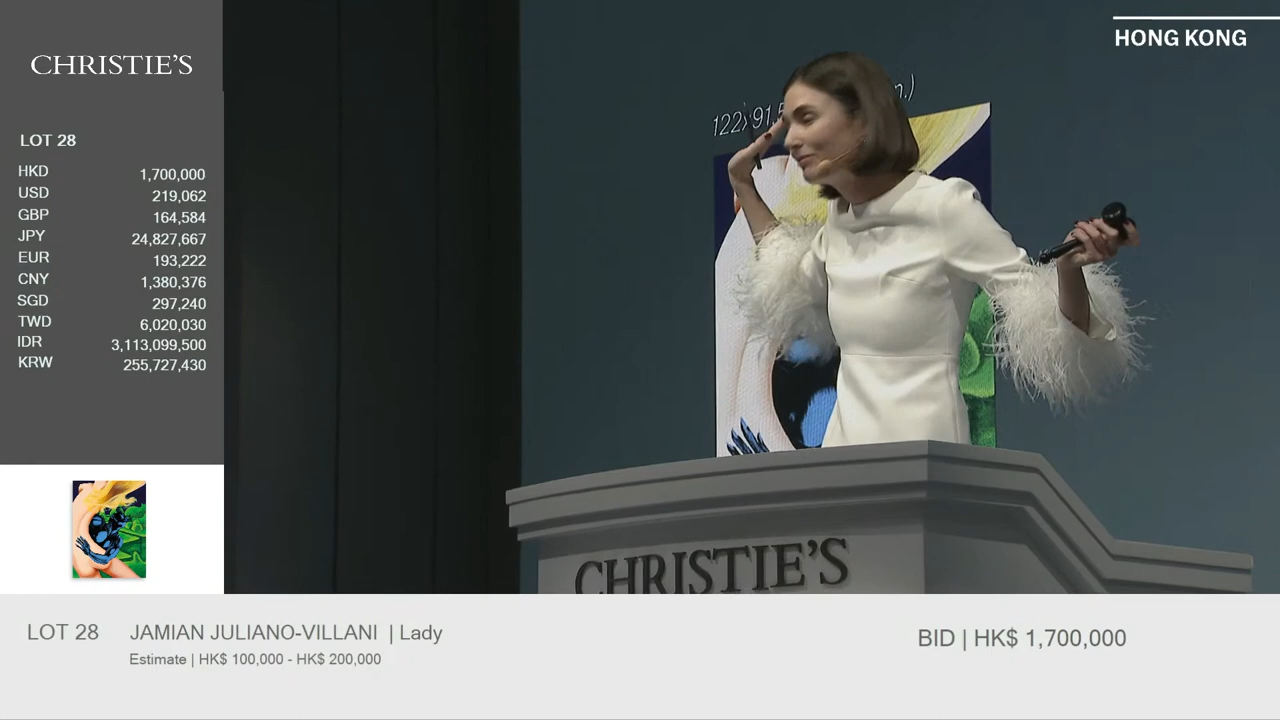 CHRISTIE'S
HONG KONG
LOT 28
HKD 1,700,000
USD 219,062
GBP 164,584
JPY 24,827,667
EUR 193,222
CNY 1,380,376
SGD 297,240
TWD 6,020,030
IDR 3,113,099,500
KRW 255,727,430
122x91.5 n.)
CHRISTIE'S
LOT 28 JAMIAN JULIANO-VILLANI | Lady
Estimate | HK$ 100,000 - HK$ 200,000
BID | HK$ 1,700,000